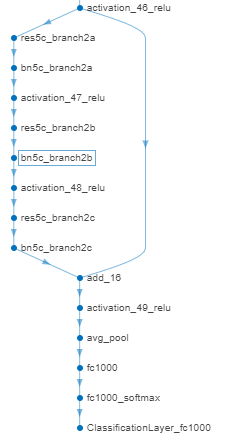 activation_46_relu
res5c_branch2a
bn5c_branch2a
activation_47_relu
res5c_branch2b
bn5c_branch2b
activation_48_relu
res5c_branch2c
bn5c_branch2c
add_16
activation_49_relu
avg_pool
fc1000
fc1000_softmax
ClassificationLayer_fc1000